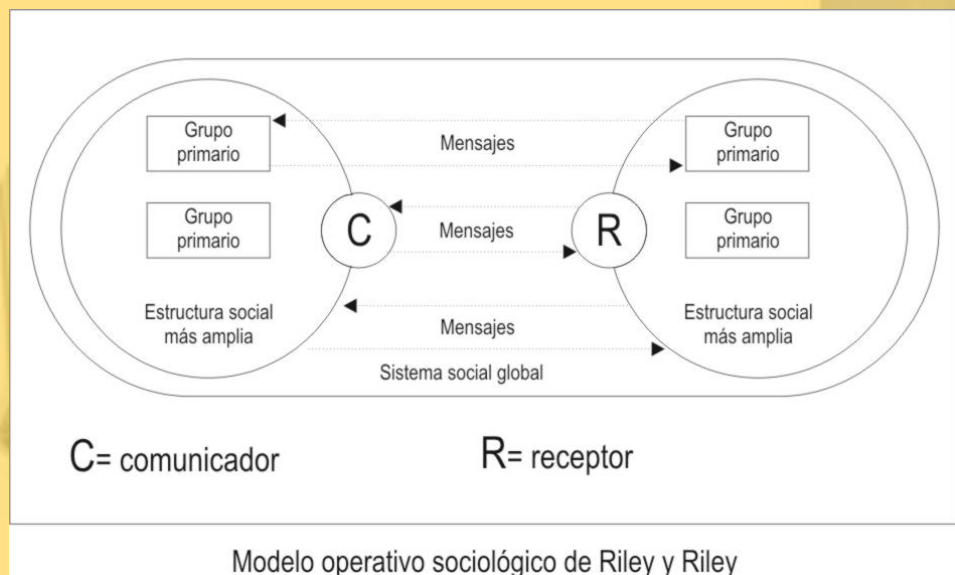 Grupo
primario
Mensajes
Grupo
primario
Grupo
primario
C
Mensajes
R
Grupo
primario
Estructura social
más amplia
Mensajes
Estructura social
más amplia
Sistema social global
C= comunicador
R= receptor
Modelo operativo sociológico de Riley y Riley